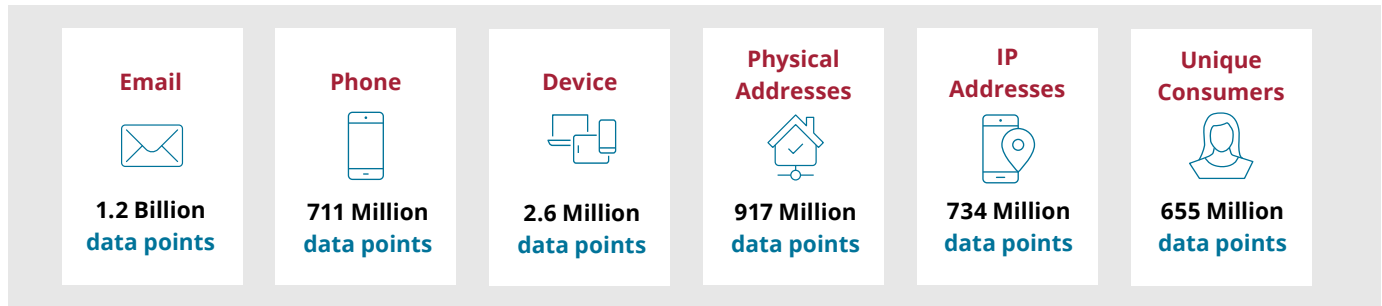 Email
1.2 Billion
data points
Phone
711 Million
data points
Device
2.6 Million
data points
Physical
Addresses
917 Million
data points
IP
Addresses
734 Million
data points
Unique
Consumers
655 Million
data points